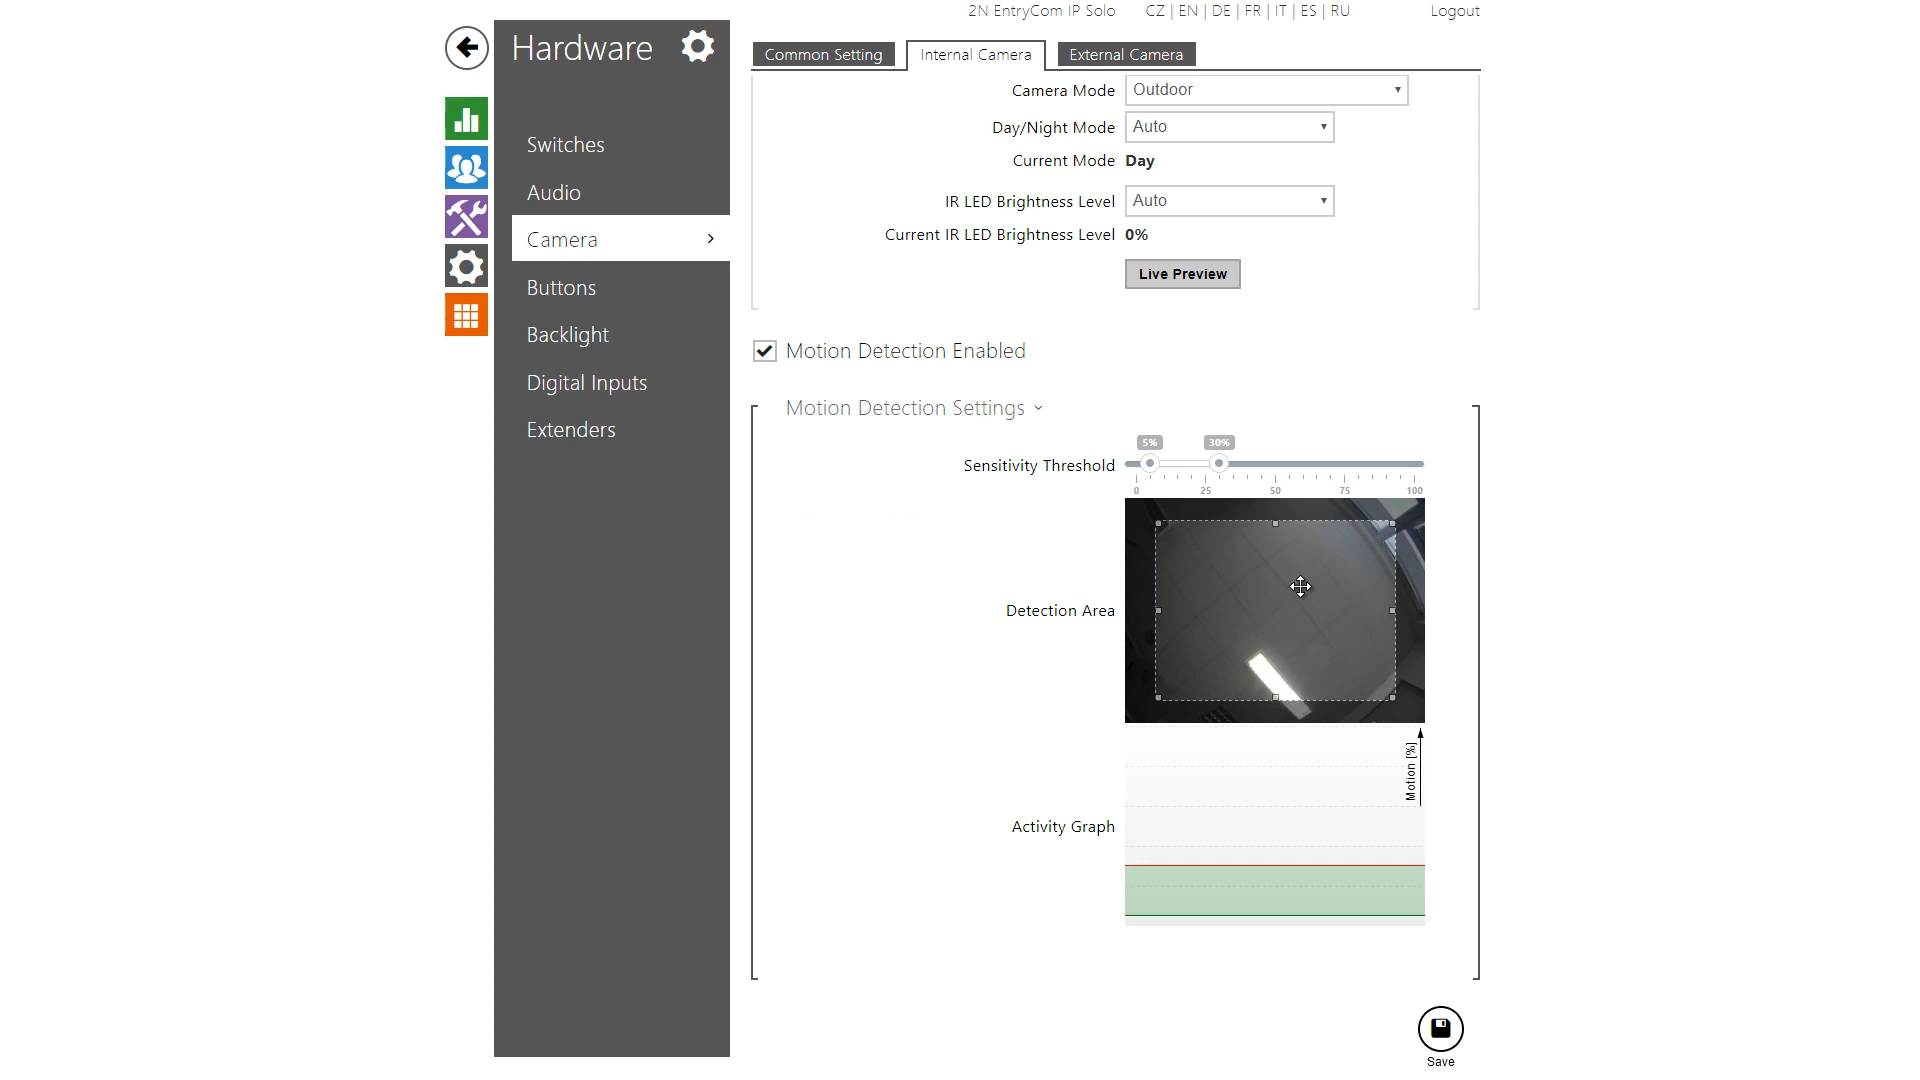 2N EntryCom IP Solo CZ | EN | DE | FR | IT | ES | RU Logout
Hardware
Common Setting Internal Camera External Camera
Switches
Audio
Camera
Buttons
Backlight
Digital Inputs
Extenders
Camera Mode Outdoor
Day/Night Mode Auto
Current Mode Day
IR LED Brightness Level Auto
Current IR LED Brightness Level 0%
Live Preview
Motion Detection Enabled
Motion Detection Settings
5% 30%
Sensitivity Threshold
0 25 50 75 100
Detection Area
Motion [%]
Activity Graph
Save